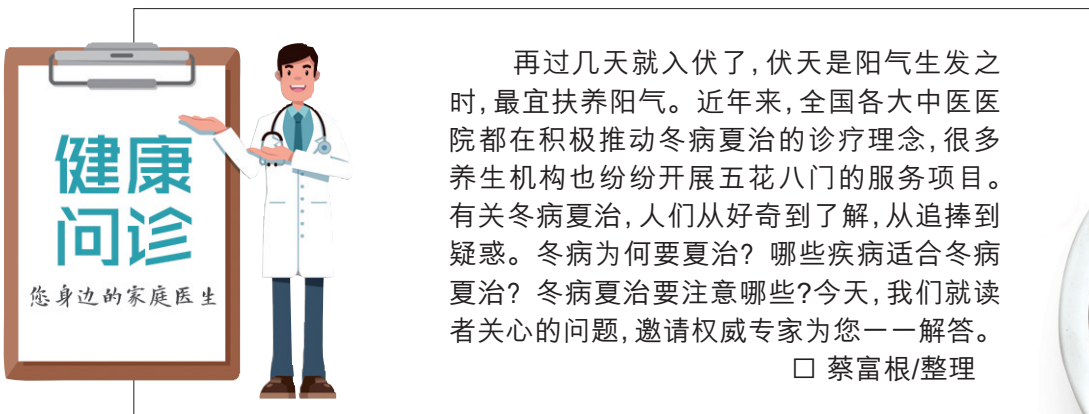 健康
问诊
您身边的家庭医生
再过几天就入伏了,伏天是阳气生发之
时,最宜扶养阳气。近年来,全国各大中医医
院都在积极推动冬病夏治的诊疗理念,很多
养生机构也纷纷开展五花八门的服务项目。
有关冬病夏治,人们从好奇到了解,从追捧到
疑惑。冬病为何要夏治?哪些疾病适合冬病
夏治?冬病夏治要注意哪些?今天,我们就读
者关心的问题,邀请权威专家为您一一解答。
□ 蔡富根/整理